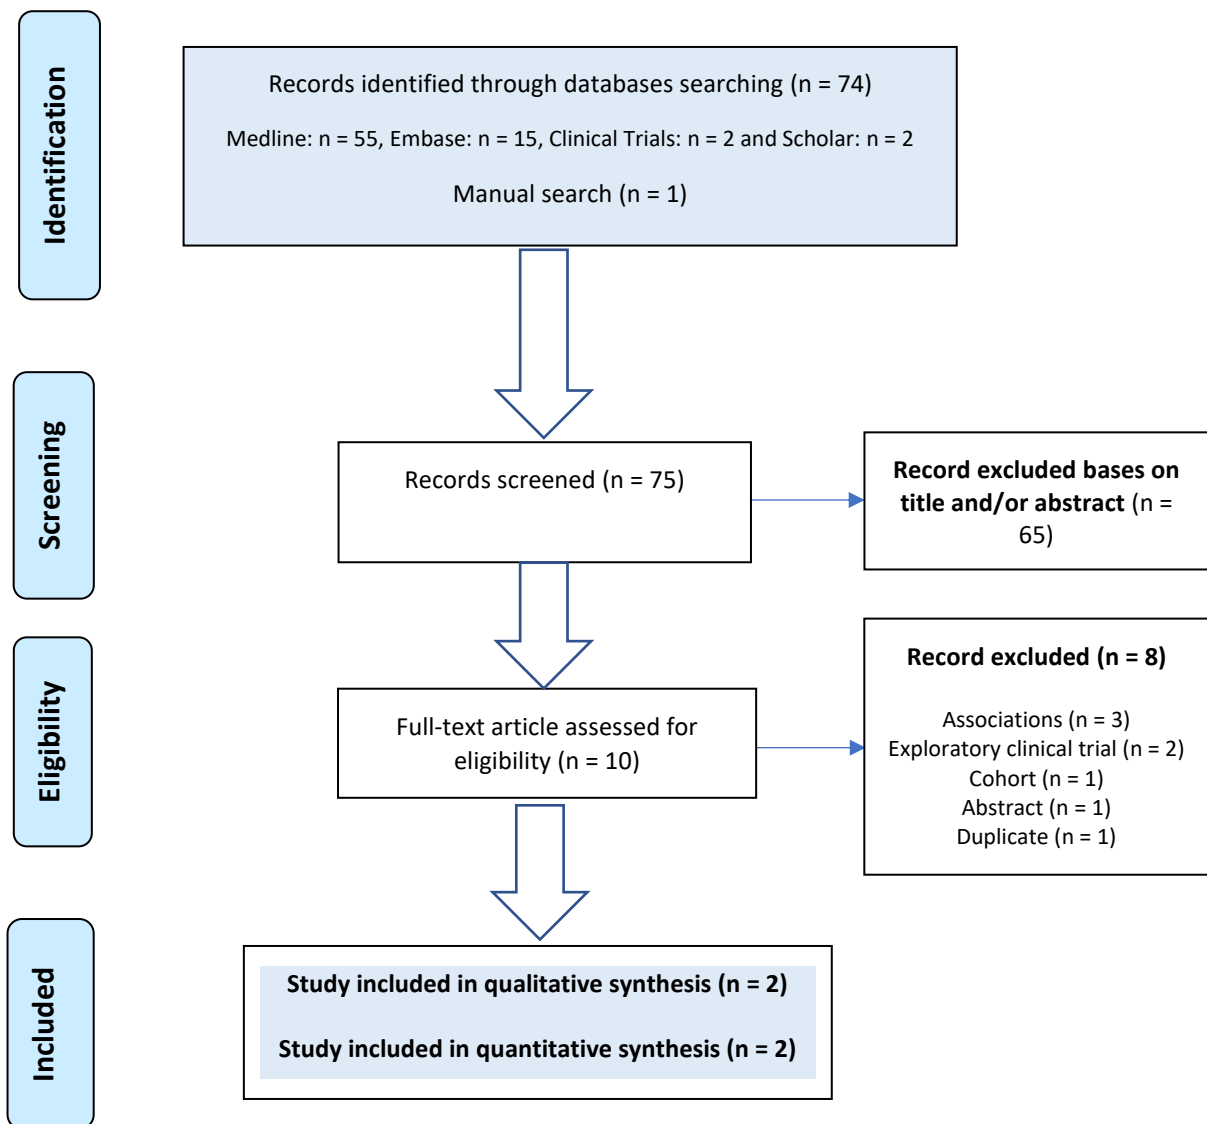 Identification
Records identified through databases searching (n = 74)
Medline: n = 55, Embase: n = 15, Clinical Trials: n = 2 and Scholar: n = 2
Manual search (n = 1)
Screening
Records screened (n = 75)
Record excluded bases on
title and/or abstract (n =
65)
Eligibility
Full-text article assessed for
eligibility (n = 10)
Record excluded (n = 8)
Associations (n = 3)
Exploratory clinical trial (n = 2)
Cohort (n = 1)
Abstract (n = 1)
Duplicate (n = 1)
Included
Study included in qualitative synthesis (n = 2)
Study included in quantitative synthesis (n = 2)